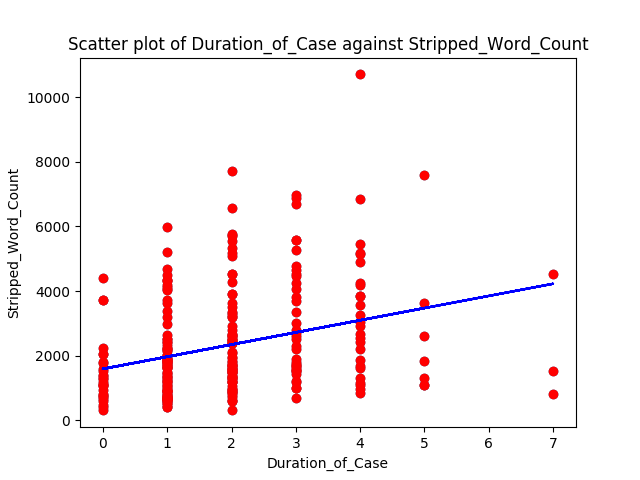 Scatter plot of Duration_of_Case against Stripped_Word_Count
10000
8000
6000
4000
2000
0
Stripped_Word_Count
0 1 2 3 4 5 6 7
Duration_of_Case